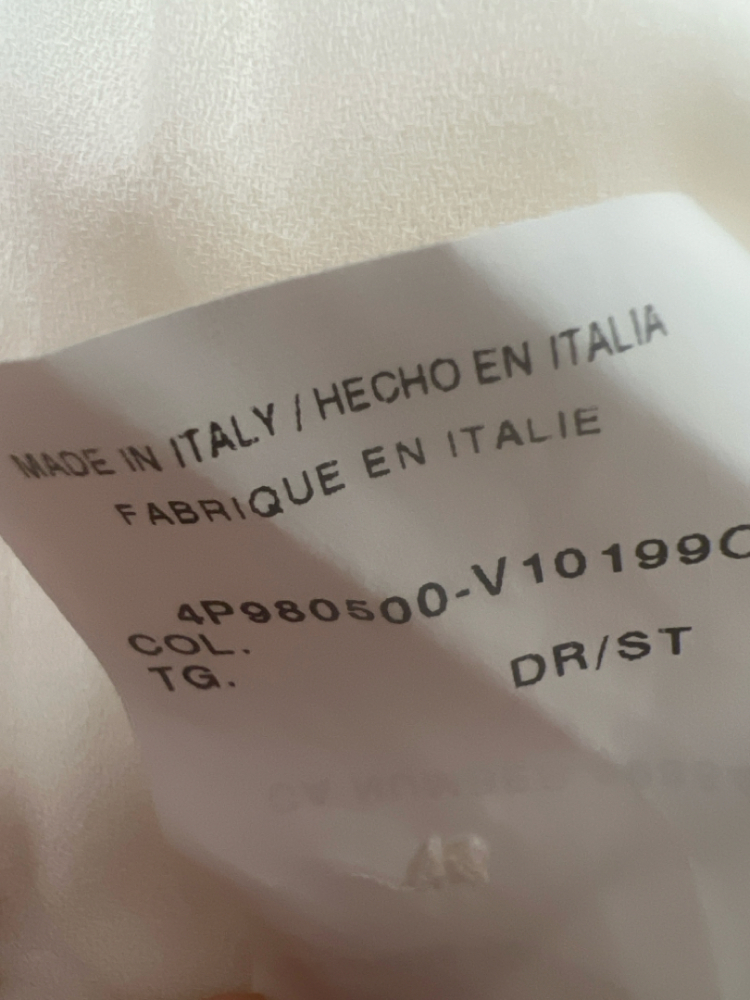 MADE IN ITALY / HECHO EN ITALIA
FABRIQUE EN ITALIE
4P980500-V10199C
COL.
TG. DR/ST